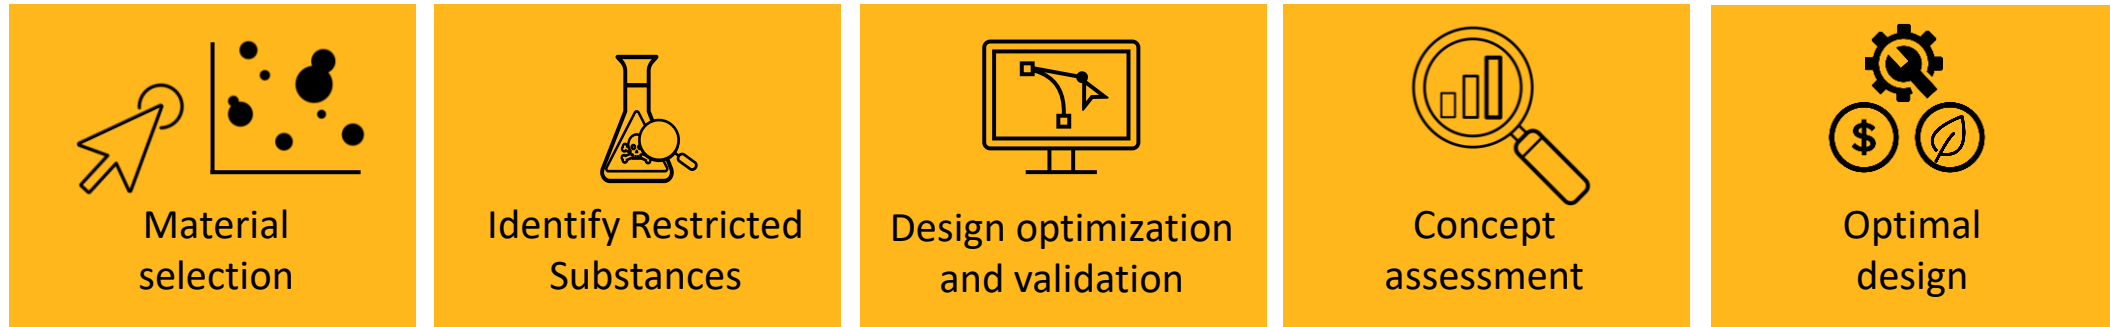 Material
selection
Identify Restricted
Substances
Design optimization
and validation
Concept
assessment
$
Optimal
design